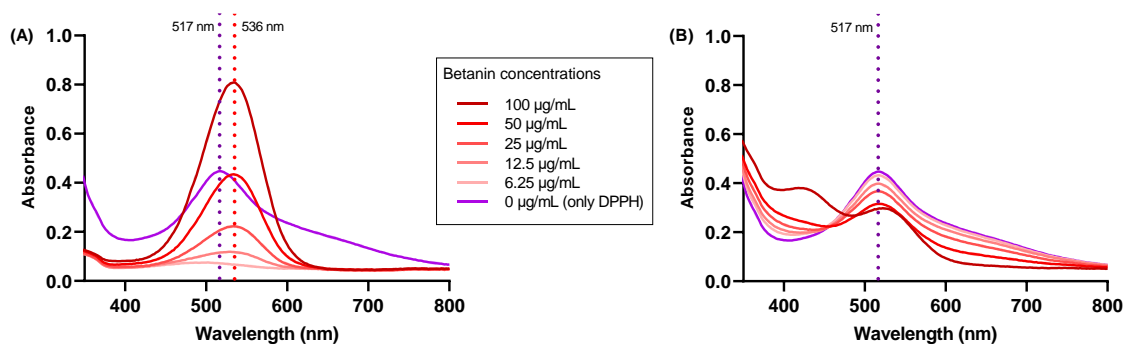 (A)
517 nm
536 nm
1.0
0.8
0.6
0.4
0.2
0.0
Absorbance
400
500
600
700
800
Wavelength (nm)
Betanin concentrations
100 µg/mL
50 µg/mL
25 µg/mL
12.5 µg/mL
6.25 µg/mL
0 µg/mL (only DPPH)
(B)
517 nm
1.0
0.8
0.6
0.4
0.2
0.0
Absorbance
400
500
600
700
800
Wavelength (nm)